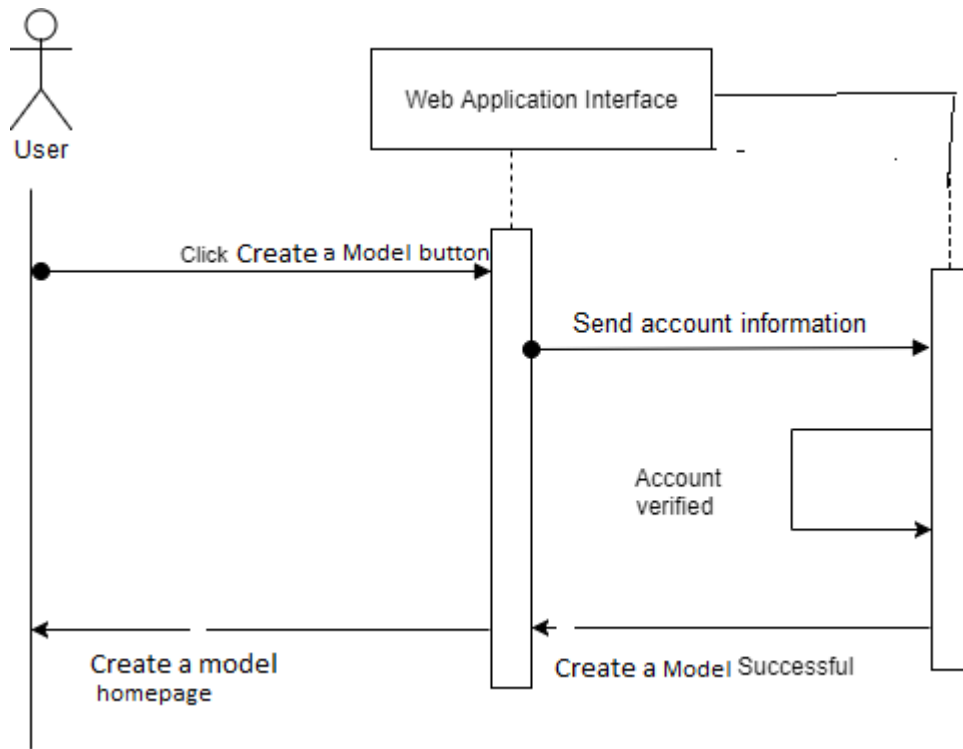 User
Web Application Interface
Click Create a Model button
Send account information
Account
verified
Create a model
homepage
Create a Model Successful